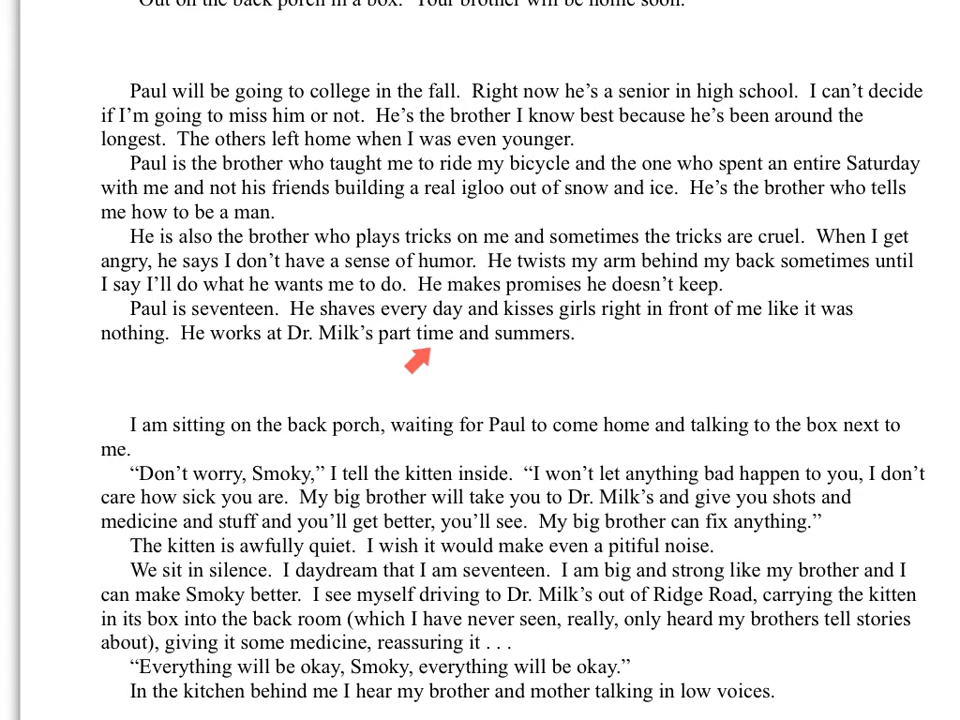 "Out on the back porch in a box.  Your brother will be home soon."
Paul will be going to college in the fall.  Right now he's a senior in high school.  I can't decide
if I'm going to miss him or not.  He's the brother I know best because he's been around the
longest.  The others left home when I was even younger.
Paul is the brother who taught me to ride my bicycle and the one who spent an entire Saturday
with me and not his friends building a real igloo out of snow and ice.  He's the brother who tells
me how to be a man.
He is also the brother who plays tricks on me and sometimes the tricks are cruel.  When I get
angry, he says I don't have a sense of humor.  He twists my arm behind my back sometimes until
I say I'll do what he wants me to do.  He makes promises he doesn't keep.
Paul is seventeen.  He shaves every day and kisses girls right in front of me like it was
nothing.  He works at Dr. Milk's part time and summers.
I am sitting on the back porch, waiting for Paul to come home and talking to the box next to
me.
"Don't worry, Smoky," I tell the kitten inside.  "I won't let anything bad happen to you, I don't
care how sick you are.  My big brother will take you to Dr. Milk's and give you shots and
medicine and stuff and you'll get better, you'll see.  My big brother can fix anything."
The kitten is awfully quiet.  I wish it would make even a pitiful noise.
We sit in silence.  I daydream that I am seventeen.  I am big and strong like my brother and I
can make Smoky better.  I see myself driving to Dr. Milk's out of Ridge Road, carrying the kitten
in its box into the back room (which I have never seen, really, only heard my brothers tell stories
about), giving it some medicine, reassuring it . . .
"Everything will be okay, Smoky, everything will be okay."
In the kitchen behind me I hear my brother and mother talking in low voices.